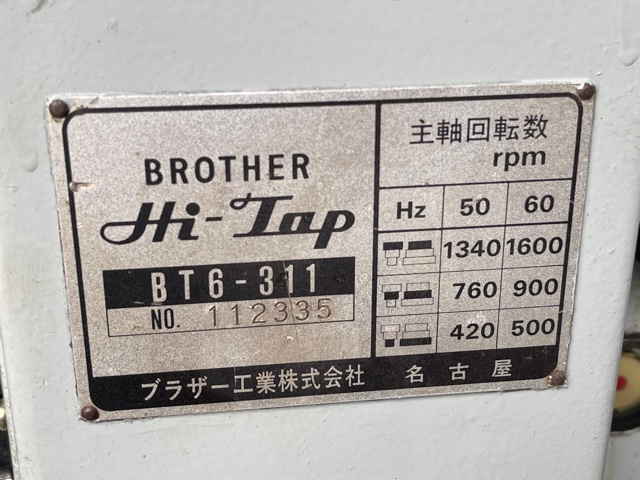 BROTHER
Hi-Tap
BT6-311
NO. 112335
主軸回転数
rpm
Hz 50 60
1340 1600
760 900
420 500
ブラザー工業株式会社 名古屋